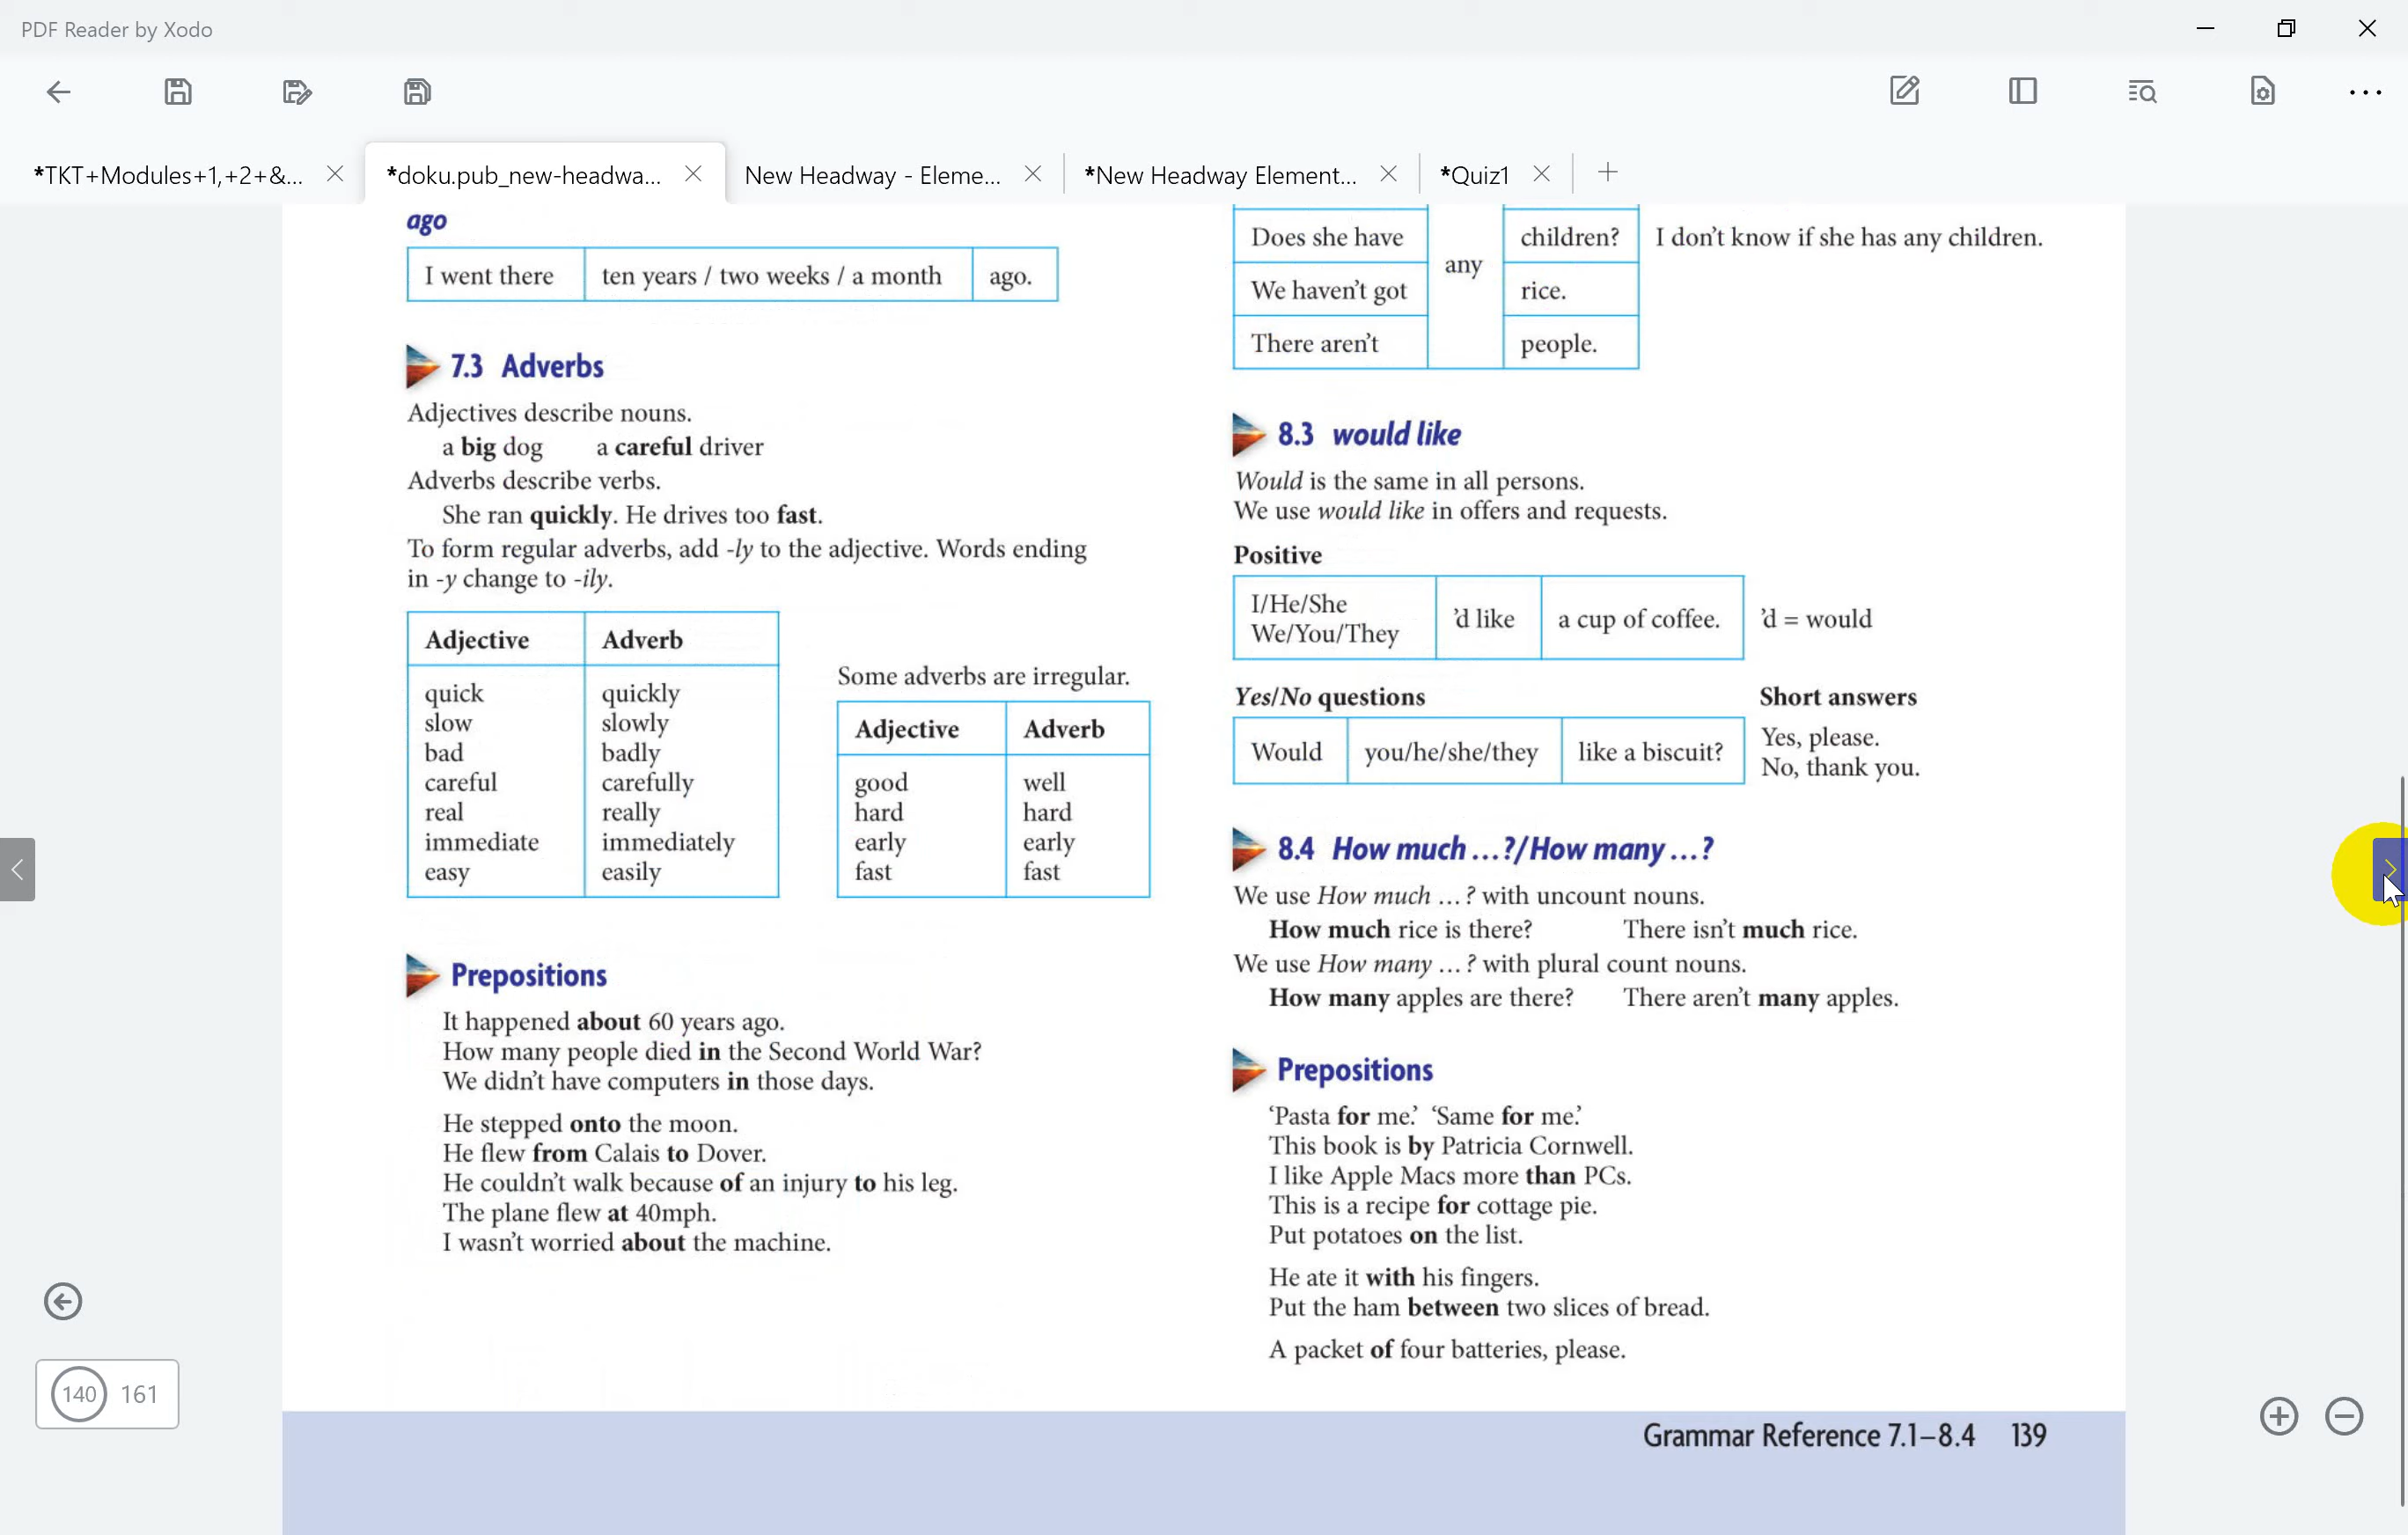 PDF Reader by Xodo
*TKT+Modules+1,+2+&...
*doku.pub_new-headwa...
New Headway - Eleme...
*New Headway Element...
*Quiz1
ago
I went there ten years / two weeks / a month ago.
7.3 Adverbs
Adjectives describe nouns.
a big dog a careful driver
Adverbs describe verbs.
She ran quickly. He drives too fast.
To form regular adverbs, add -ly to the adjective. Words ending
in -y change to -ily.
Adjective Adverb
quick quickly
slow slowly
bad badly
careful carefully
real really
immediate immediately
easy easily
Some adverbs are irregular.
Adjective Adverb
good well
hard hard
early early
fast fast
Prepositions
It happened about 60 years ago.
How many people died in the Second World War?
We didn't have computers in those days.
He stepped onto the moon.
He flew from Calais to Dover.
He couldn't walk because of an injury to his leg.
The plane flew at 40mph.
I wasn't worried about the machine.
Does she have any children? I don't know if she has any children.
We haven't got rice.
There aren't people.
8.3 would like
Would is the same in all persons.
We use would like in offers and requests.
Positive
I/He/She
We/You/They 'd like a cup of coffee. 'd = would
Yes/No questions Short answers
Would you/he/she/they like a biscuit? Yes, please.
No, thank you.
8.4 How much …?/How many …?
We use How much … ? with uncount nouns.
How much rice is there? There isn't much rice.
We use How many … ? with plural count nouns.
How many apples are there? There aren't many apples.
Prepositions
'Pasta for me.' 'Same for me.'
This book is by Patricia Cornwell.
I like Apple Macs more than PCs.
This is a recipe for cottage pie.
Put potatoes on the list.
He ate it with his fingers.
Put the ham between two slices of bread.
A packet of four batteries, please.
140 161
Grammar Reference 7.1–8.4 139